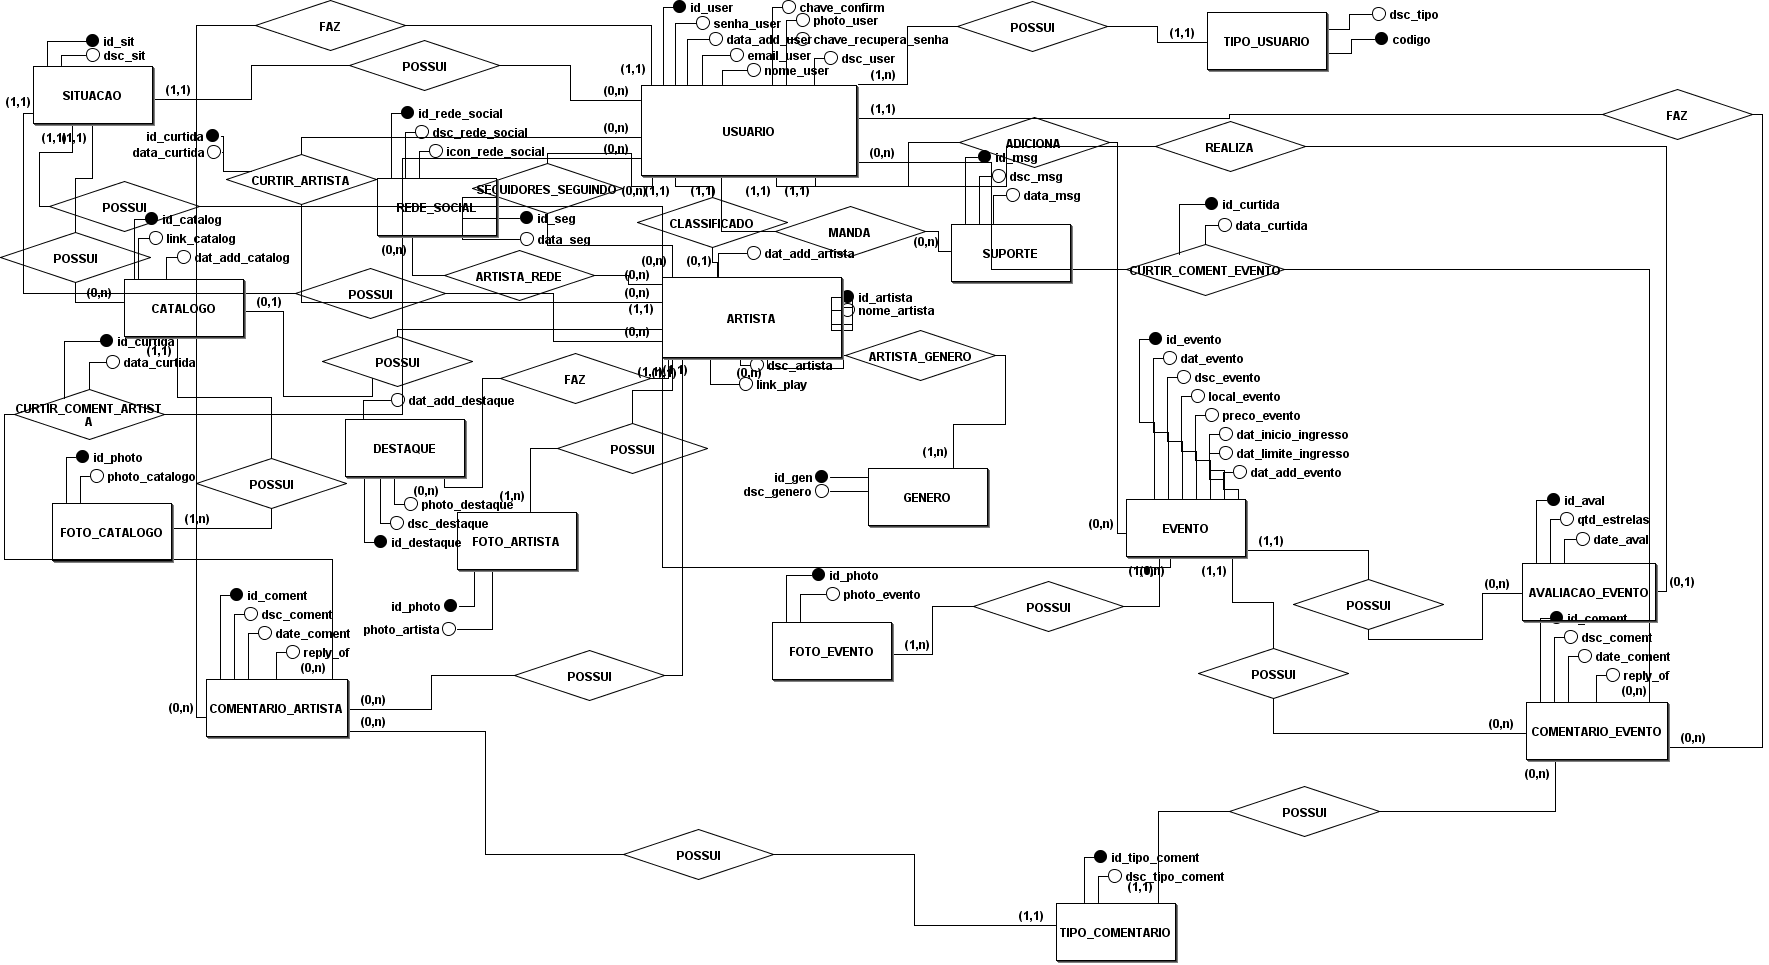 FAZ
id_user
chave_confirm
senha_user
photo_user
POSSUI
dsc_tipo
id_sit
data_add_user
chave_recupera_senha
(1,1)
TIPO_USUARIO
codigo
dsc_sit
email_user
dsc_user
POSSUI
(1,1)
nome_user
(1,n)
SITUACAO
(1,1)
(0,n)
(1,1)
(1,1)
FAZ
id_rede_social
(0,n)
USUARIO
dsc_rede_social
(1,1)
(1,1)
id_curtida
data_curtida
icon_rede_social
(0,n)
(0,n)
ADICIONA
REALIZA
id_msg
CURTIR_ARTISTA
SEGUIDORES_SEGUINDO
(0,n)
(1,1)
(1,1)
(1,1)
(1,1)
dsc_msg
data_msg
POSSUI
REDE_SOCIAL
id_catalog
id_seg
CLASSIFICADO
MANDA
id_curtida
data_curtida
link_catalog
data_seg
(0,n)
SUPORTE
POSSUI
dat_add_catalog
(0,n)
(0,n)
(0,1)
dat_add_artista
ARTISTA_REDE
(0,n)
CURTIR_COMENT_EVENTO
(0,n)
POSSUI
(0,n)
id_artista
CATALOGO
(0,1)
(1,1)
ARTISTA
nome_artista
(0,n)
id_curtida
(1,1)
id_evento
data_curtida
POSSUI
ARTISTA_GENERO
dat_evento
dsc_artista
FAZ
(0,n)
link_play
dsc_evento
CURTIR_COMENT_ARTIST
A
dat_add_destaque
local_evento
preco_evento
DESTAQUE
POSSUI
(1,n)
dat_inicio_ingresso
dat_limite_ingresso
id_photo
photo_catalogo
POSSUI
id_gen
dsc_genero
GENERO
dat_add_evento
(0,n)
(1,n)
photo_destaque
id_aval
(1,n)
FOTO_CATALOGO
dsc_destaque
qtd_estrelas
id_destaque
FOTO_ARTISTA
(0,n)
EVENTO
(1,1)
date_aval
(1,1)
id_photo
(0,n)
(0,1)
id_coment
photo_evento
AVALIACAO_EVENTO
dsc_coment
id_photo
POSSUI
POSSUI
id_coment
date_coment
photo_artista
dsc_coment
reply_of
(1,n)
FOTO_EVENTO
date_coment
(0,n)
POSSUI
POSSUI
reply_of
(0,n)
(0,n)
(0,n)
COMENTARIO_ARTISTA
(0,n)
(0,n)
COMENTARIO_EVENTO
(0,n)
(0,n)
POSSUI
POSSUI
id_tipo_coment
dsc_tipo_coment
(1,1)
(1,1)
TIPO_COMENTARIO